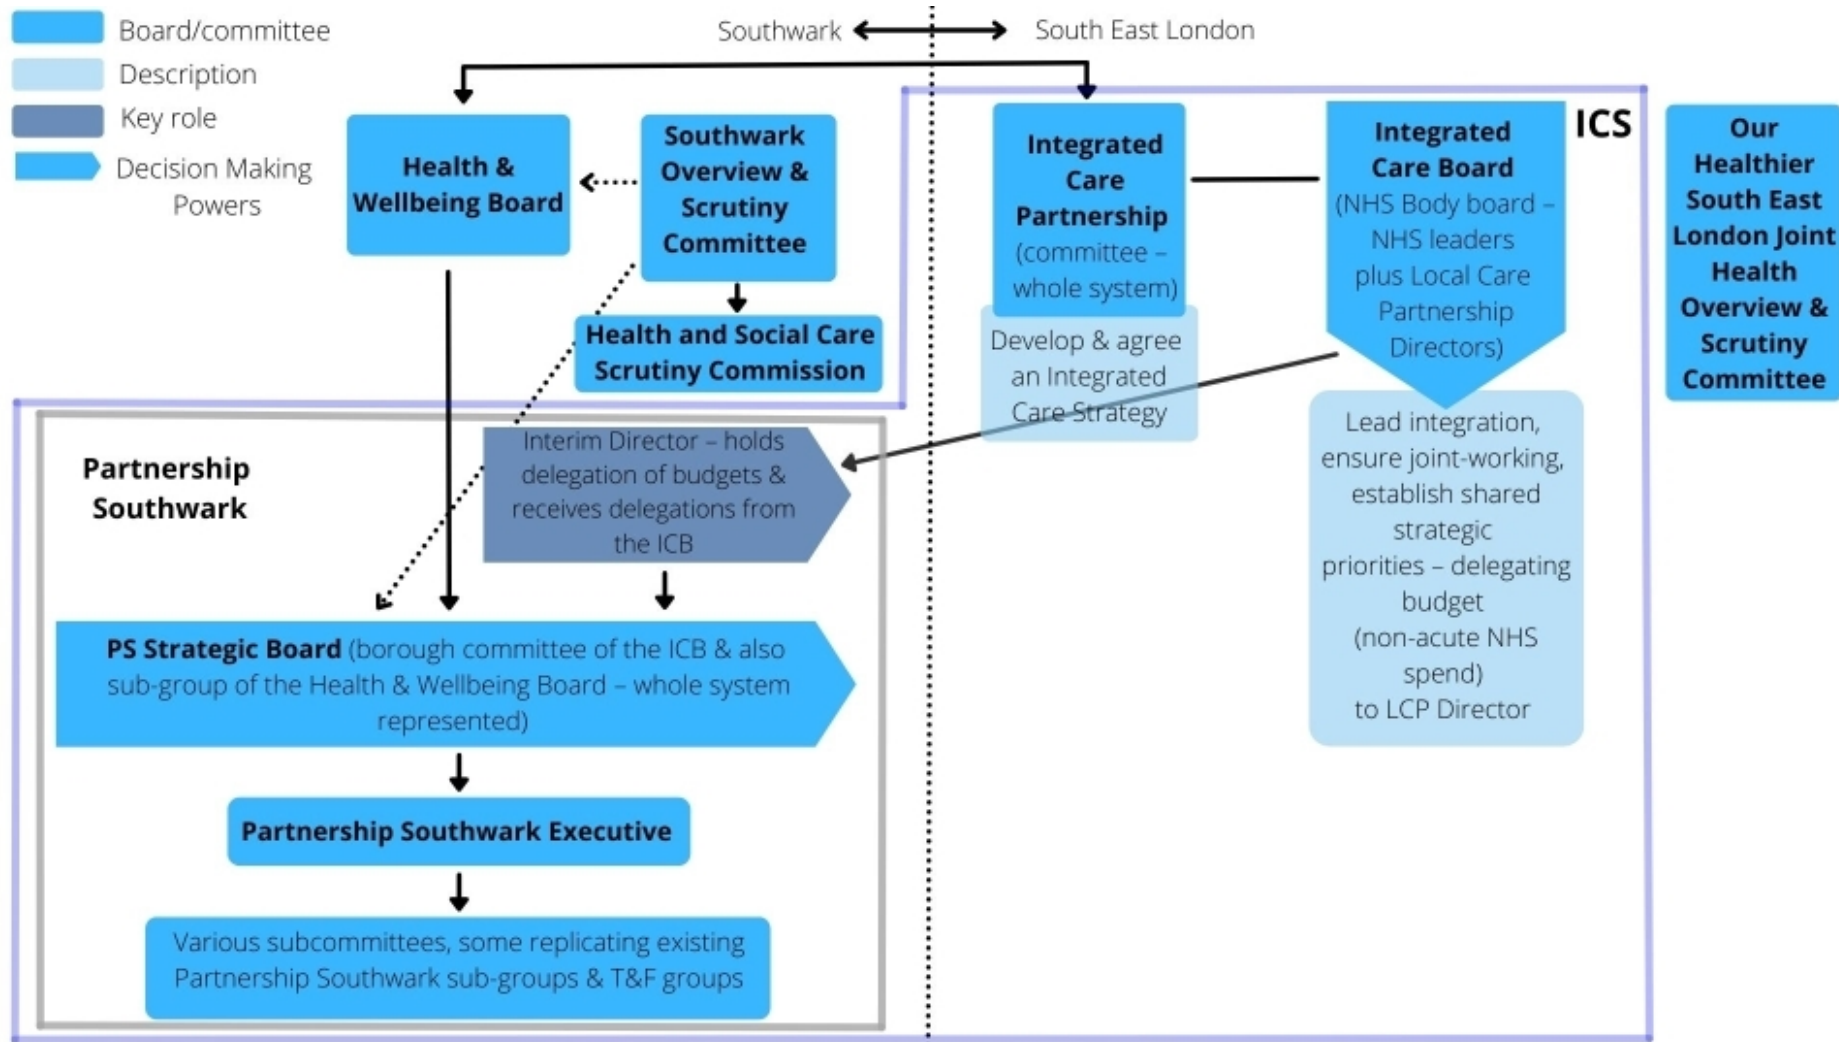 Board/committee
Description
Key role
Decision Making
Powers
Southwark
South East London
Health &
Wellbeing Board
Southwark
Overview &
Scrutiny
Committee
Health and Social Care
Scrutiny Commission
Integrated
Care
Partnership
(committee –
whole system)
Develop & agree
an Integrated
Care Strategy
Integrated
Care Board
(NHS Body board –
NHS leaders
plus Local Care
Partnership
Directors)
ICS
Lead integration,
ensure joint-working,
establish shared
strategic
priorities – delegating
budget
(non-acute NHS
spend)
to LCP Director
Our
Healthier
South East
London Joint
Health
Overview &
Scrutiny
Committee
Partnership
Southwark
Interim Director – holds
delegation of budgets &
receives delegations from
the ICB
PS Strategic Board (borough committee of the ICB & also
sub-group of the Health & Wellbeing Board – whole system
represented)
Partnership Southwark Executive
Various subcommittees, some replicating existing
Partnership Southwark sub-groups & T&F groups